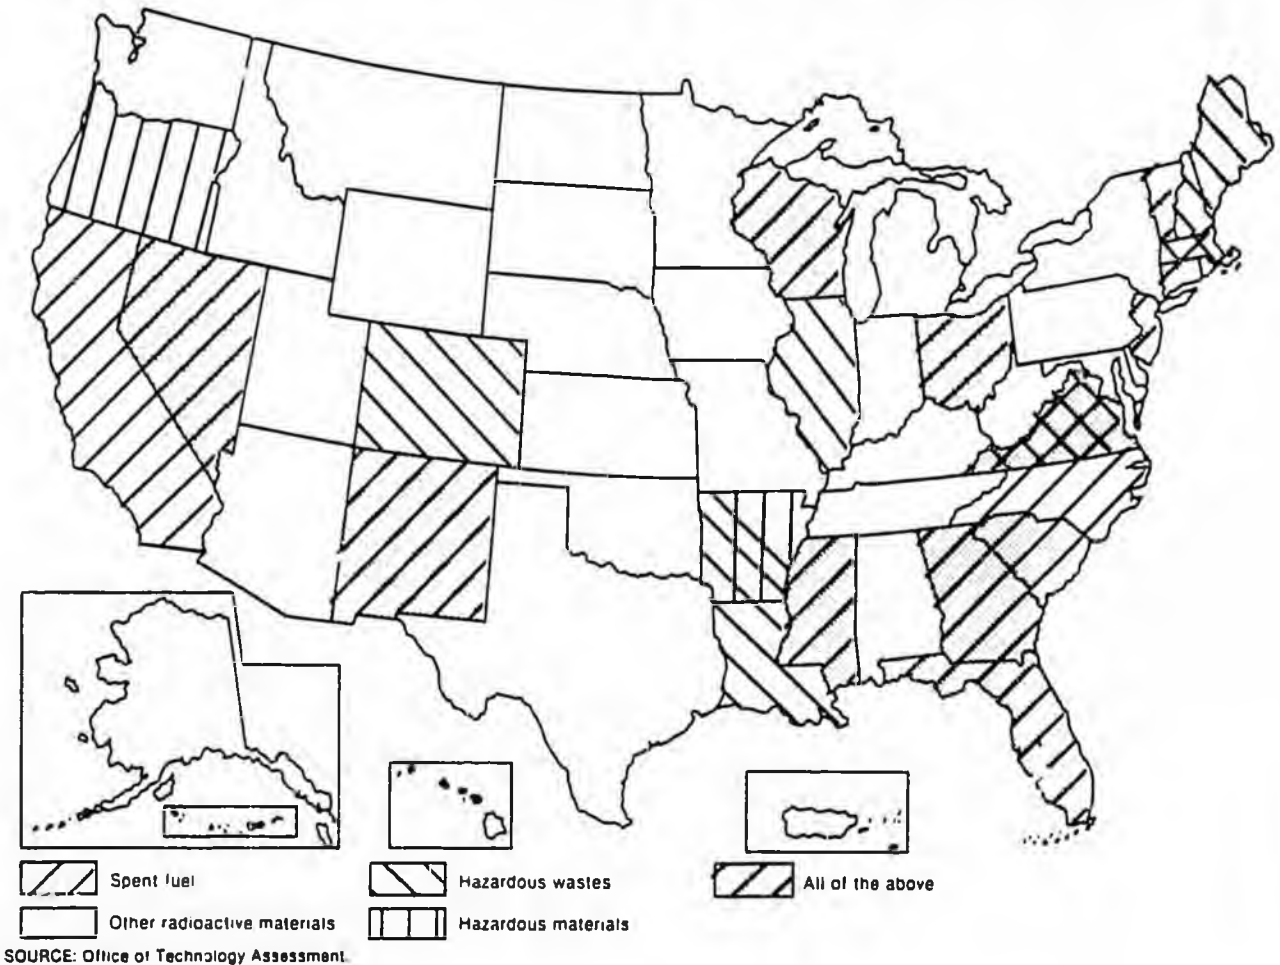 Spent fuel
Hazardous wastes
All of the above
Other radioactive materials
Hazardous materials
SOURCE: Office of Technology Assessment.